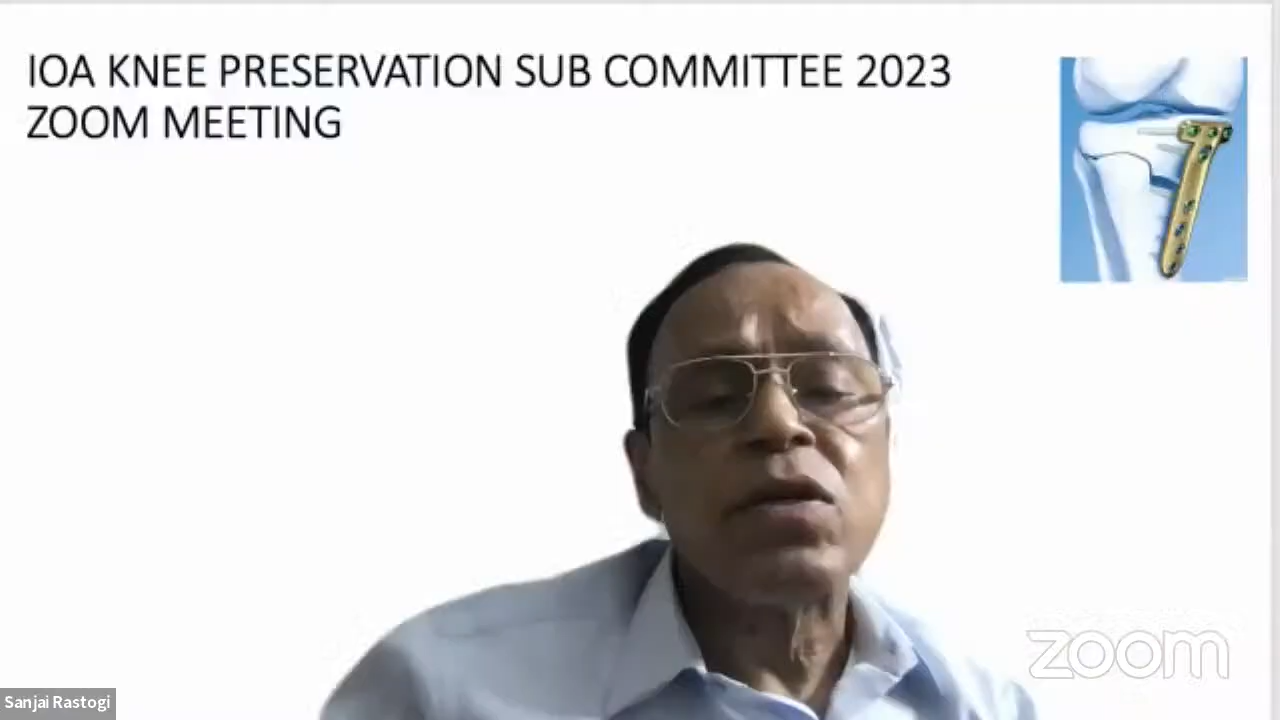 IOA KNEE PRESERVATION SUB COMMITTEE 2023
ZOOM MEETING
zoom
Sanjai Rastogi